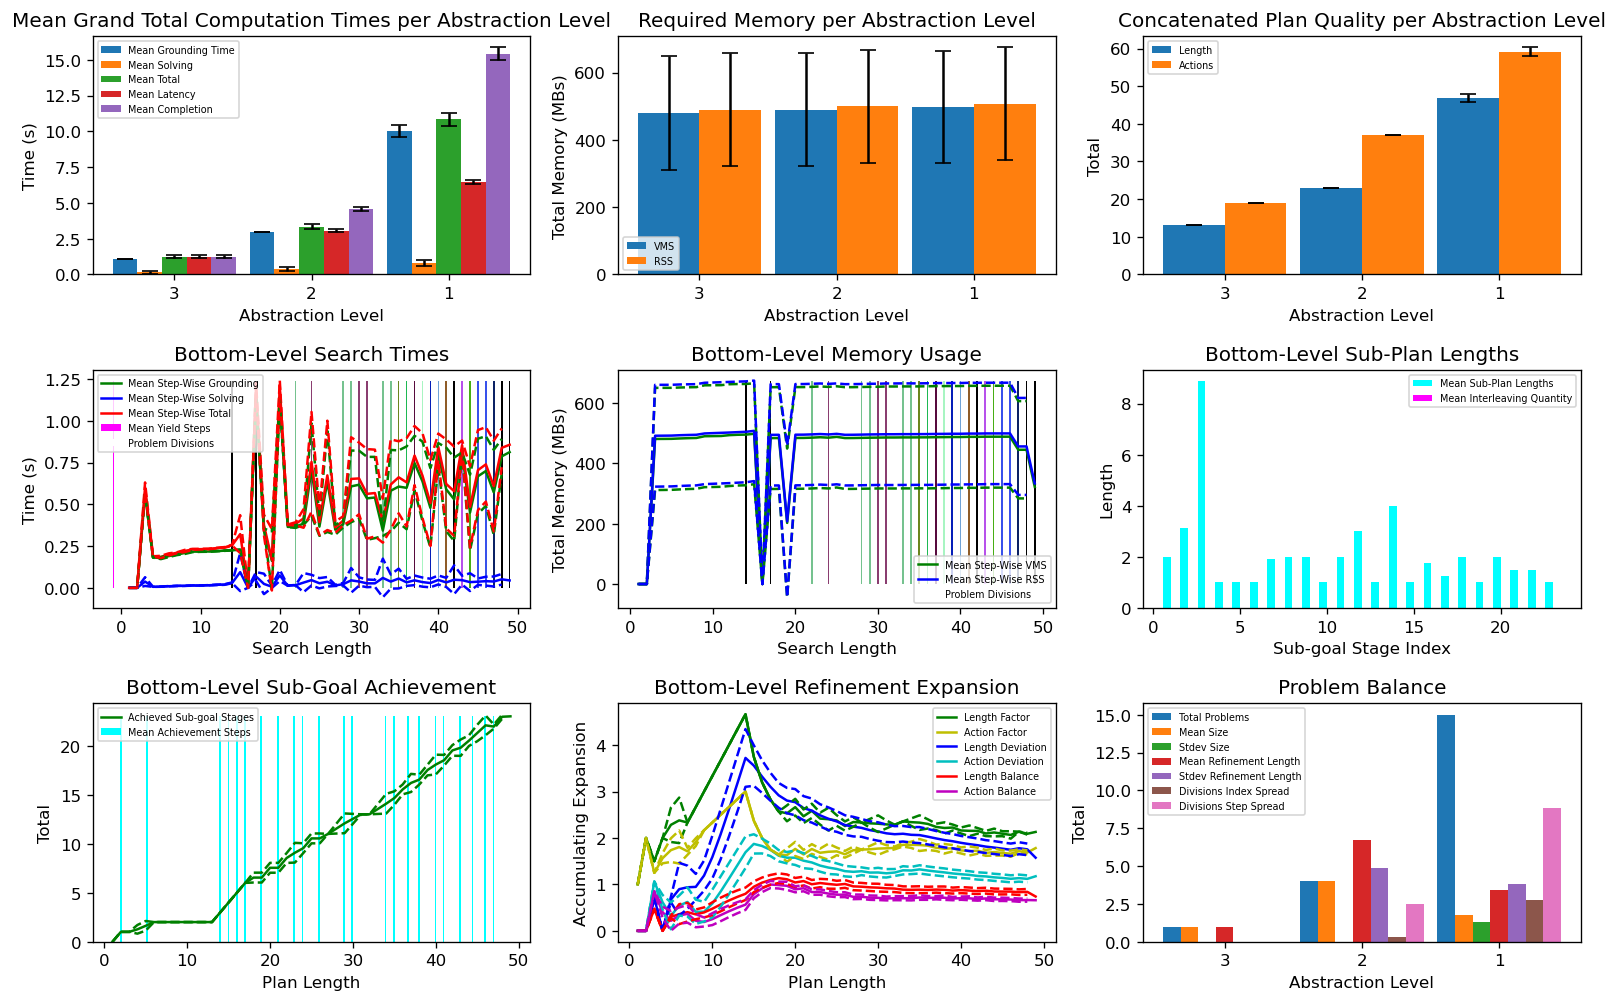 Mean Grand Total Computation Times per Abstraction Level
Time (s)
15.0
12.5
10.0
7.5
5.0
2.5
0.0
Mean Grounding Time
Mean Solving
Mean Total
Mean Latency
Mean Completion
3
2
1
Abstraction Level
Required Memory per Abstraction Level
Total Memory (MBs)
600
400
200
0
VMS
RSS
3
2
1
Abstraction Level
Concatenated Plan Quality per Abstraction Level
Total
60
50
40
30
20
10
0
Length
Actions
3
2
1
Abstraction Level
Bottom-Level Search Times
Time (s)
1.25
1.00
0.75
0.50
0.25
0.00
Mean Step-Wise Grounding
Mean Step-Wise Solving
Mean Step-Wise Total
Mean Yield Steps
Problem Divisions
0
10
20
30
40
50
Search Length
Bottom-Level Memory Usage
Total Memory (MBs)
600
400
200
0
Mean Step-Wise VMS
Mean Step-Wise RSS
Problem Divisions
0
10
20
30
40
50
Search Length
Bottom-Level Sub-Plan Lengths
Length
8
6
4
2
0
Mean Sub-Plan Lengths
Mean Interleaving Quantity
0
5
10
15
20
Sub-goal Stage Index
Bottom-Level Sub-Goal Achievement
Total
20
15
10
5
0
Achieved Sub-goal Stages
Mean Achievement Steps
0
10
20
30
40
50
Plan Length
Bottom-Level Refinement Expansion
Accumulating Expansion
4
3
2
1
0
Length Factor
Action Factor
Length Deviation
Action Deviation
Length Balance
Action Balance
0
10
20
30
40
50
Plan Length
Problem Balance
Total
15.0
12.5
10.0
7.5
5.0
2.5
0.0
Total Problems
Mean Size
Stdev Size
Mean Refinement Length
Stdev Refinement Length
Divisions Index Spread
Divisions Step Spread
3
2
1
Abstraction Level